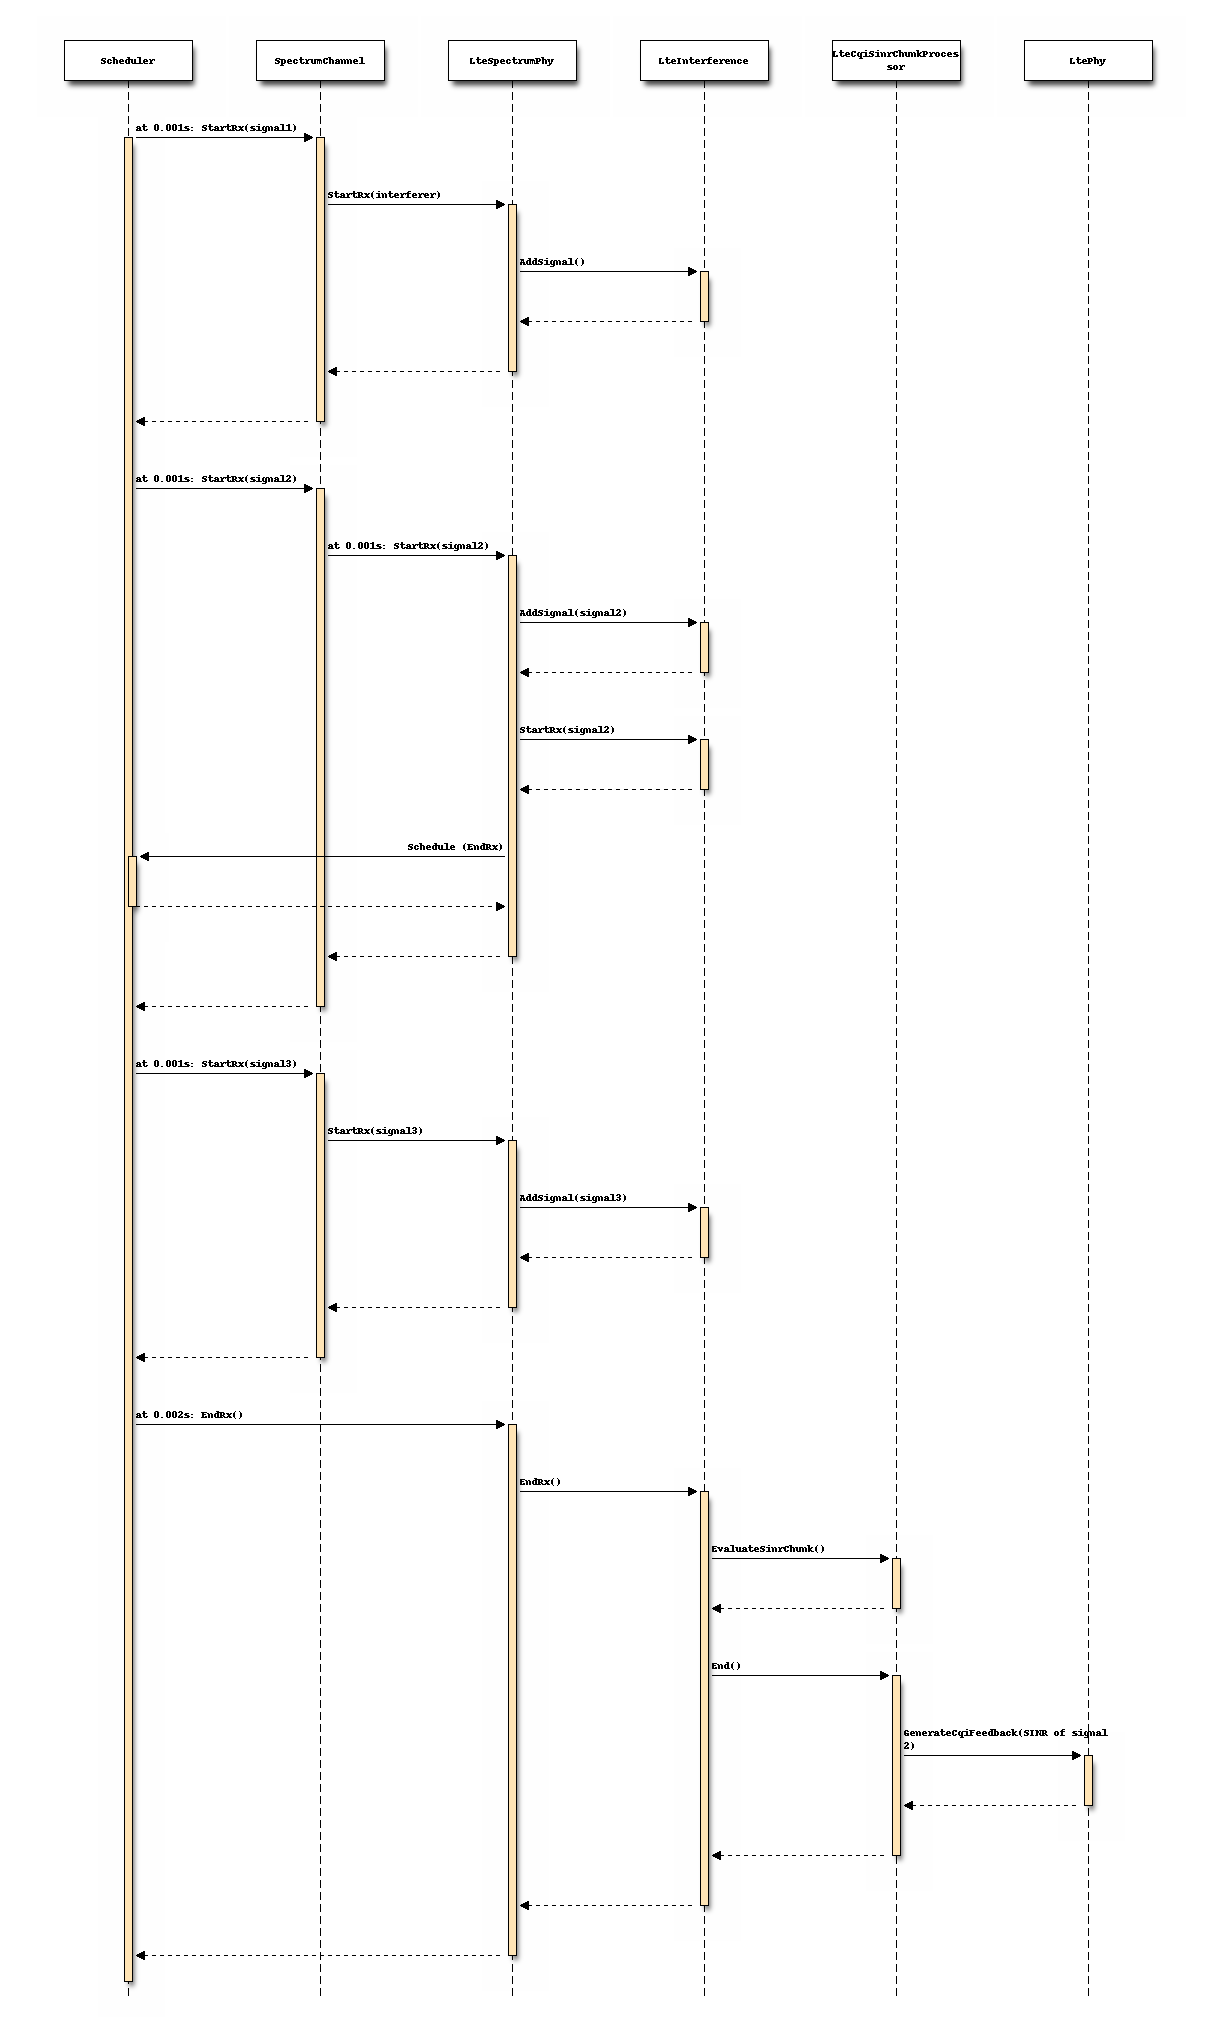 Scheduler
SpectrumChannel
LteSpectrumPhy
LteInterference
LteCqiSinrChunkProces
sor
LtePhy
at 0.001s: StartRx(signal1)
StartRx(interferer)
AddSignal()
at 0.001s: StartRx(signal2)
at 0.001s: StartRx(signal2)
AddSignal(signal2)
StartRx(signal2)
Schedule (EndRx)
at 0.001s: StartRx(signal3)
StartRx(signal3)
AddSignal(signal3)
at 0.002s: EndRx()
EndRx()
EvaluateSinrChunk()
End()
GenerateCqiFeedback(SINR of signal
2)